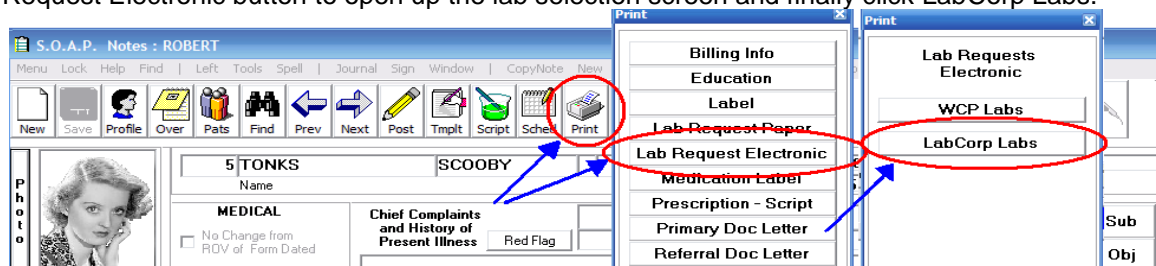 Request Electronic button to open up the lab selection screen and finally click LabCorp Labs.
S.O.A.P. Notes : ROBERT
Menu Lock Help Find | Left Tools Spell | Journal Sign Window | CopyNote New
New Save Profile Over Pats Find Prev Next Post Tmplt Script Sched Print
5 TONKS SCOOBY
Name
Photo
MEDICAL
No Change from
ROV of Form Dated
Chief Complaints
and History of
Present Illness
Red Flag
Print
Billing Info
Education
Label
Lab Request Paper
Lab Request Electronic
Medication Label
Prescription - Script
Primary Doc Letter
Referral Doc Letter
Print
Lab Requests
Electronic
WCP Labs
LabCorp Labs
Sub
Obj